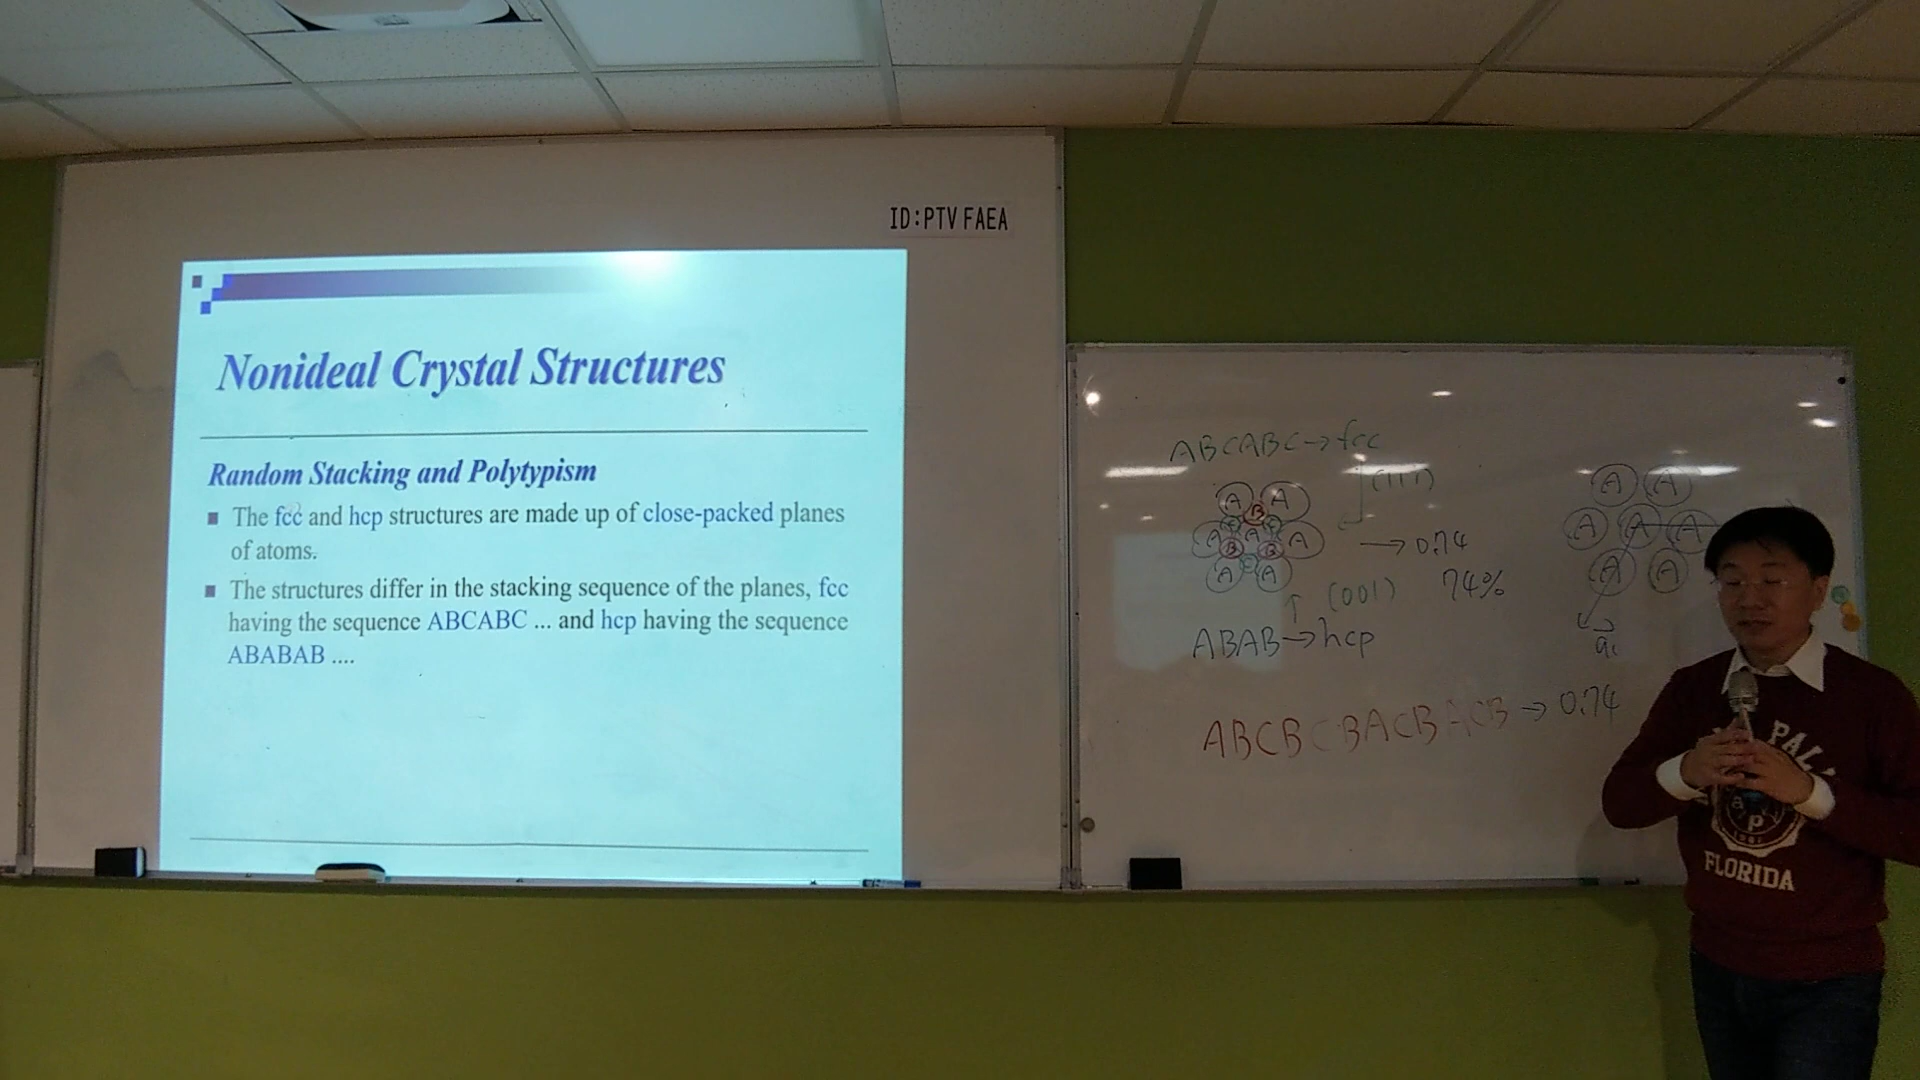 ID:PTV FAEA
Nonideal Crystal Structures
Random Stacking and Polytypism
The fcc and hcp structures are made up of close-packed planes
of atoms.
The structures differ in the stacking sequence of the planes, fcc
having the sequence ABCABC ... and hcp having the sequence
ABABAB ....
ABCABC→fcc
(111)
A A
B
A A A
B B
A A
→0.74
74%
(001)
ABAB→hcp
ABCBCBACBACB→0.74
A A
A A A
A A
a₁
PAL
FLORIDA